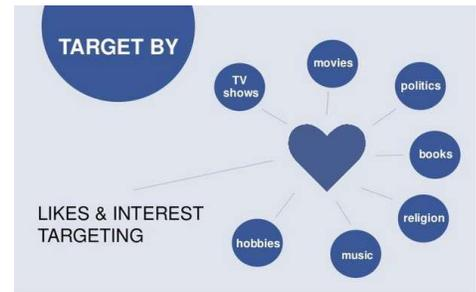 TARGET BY
movies
TV
shows
politics
books
LIKES & INTEREST
TARGETING
religion
hobbies
music